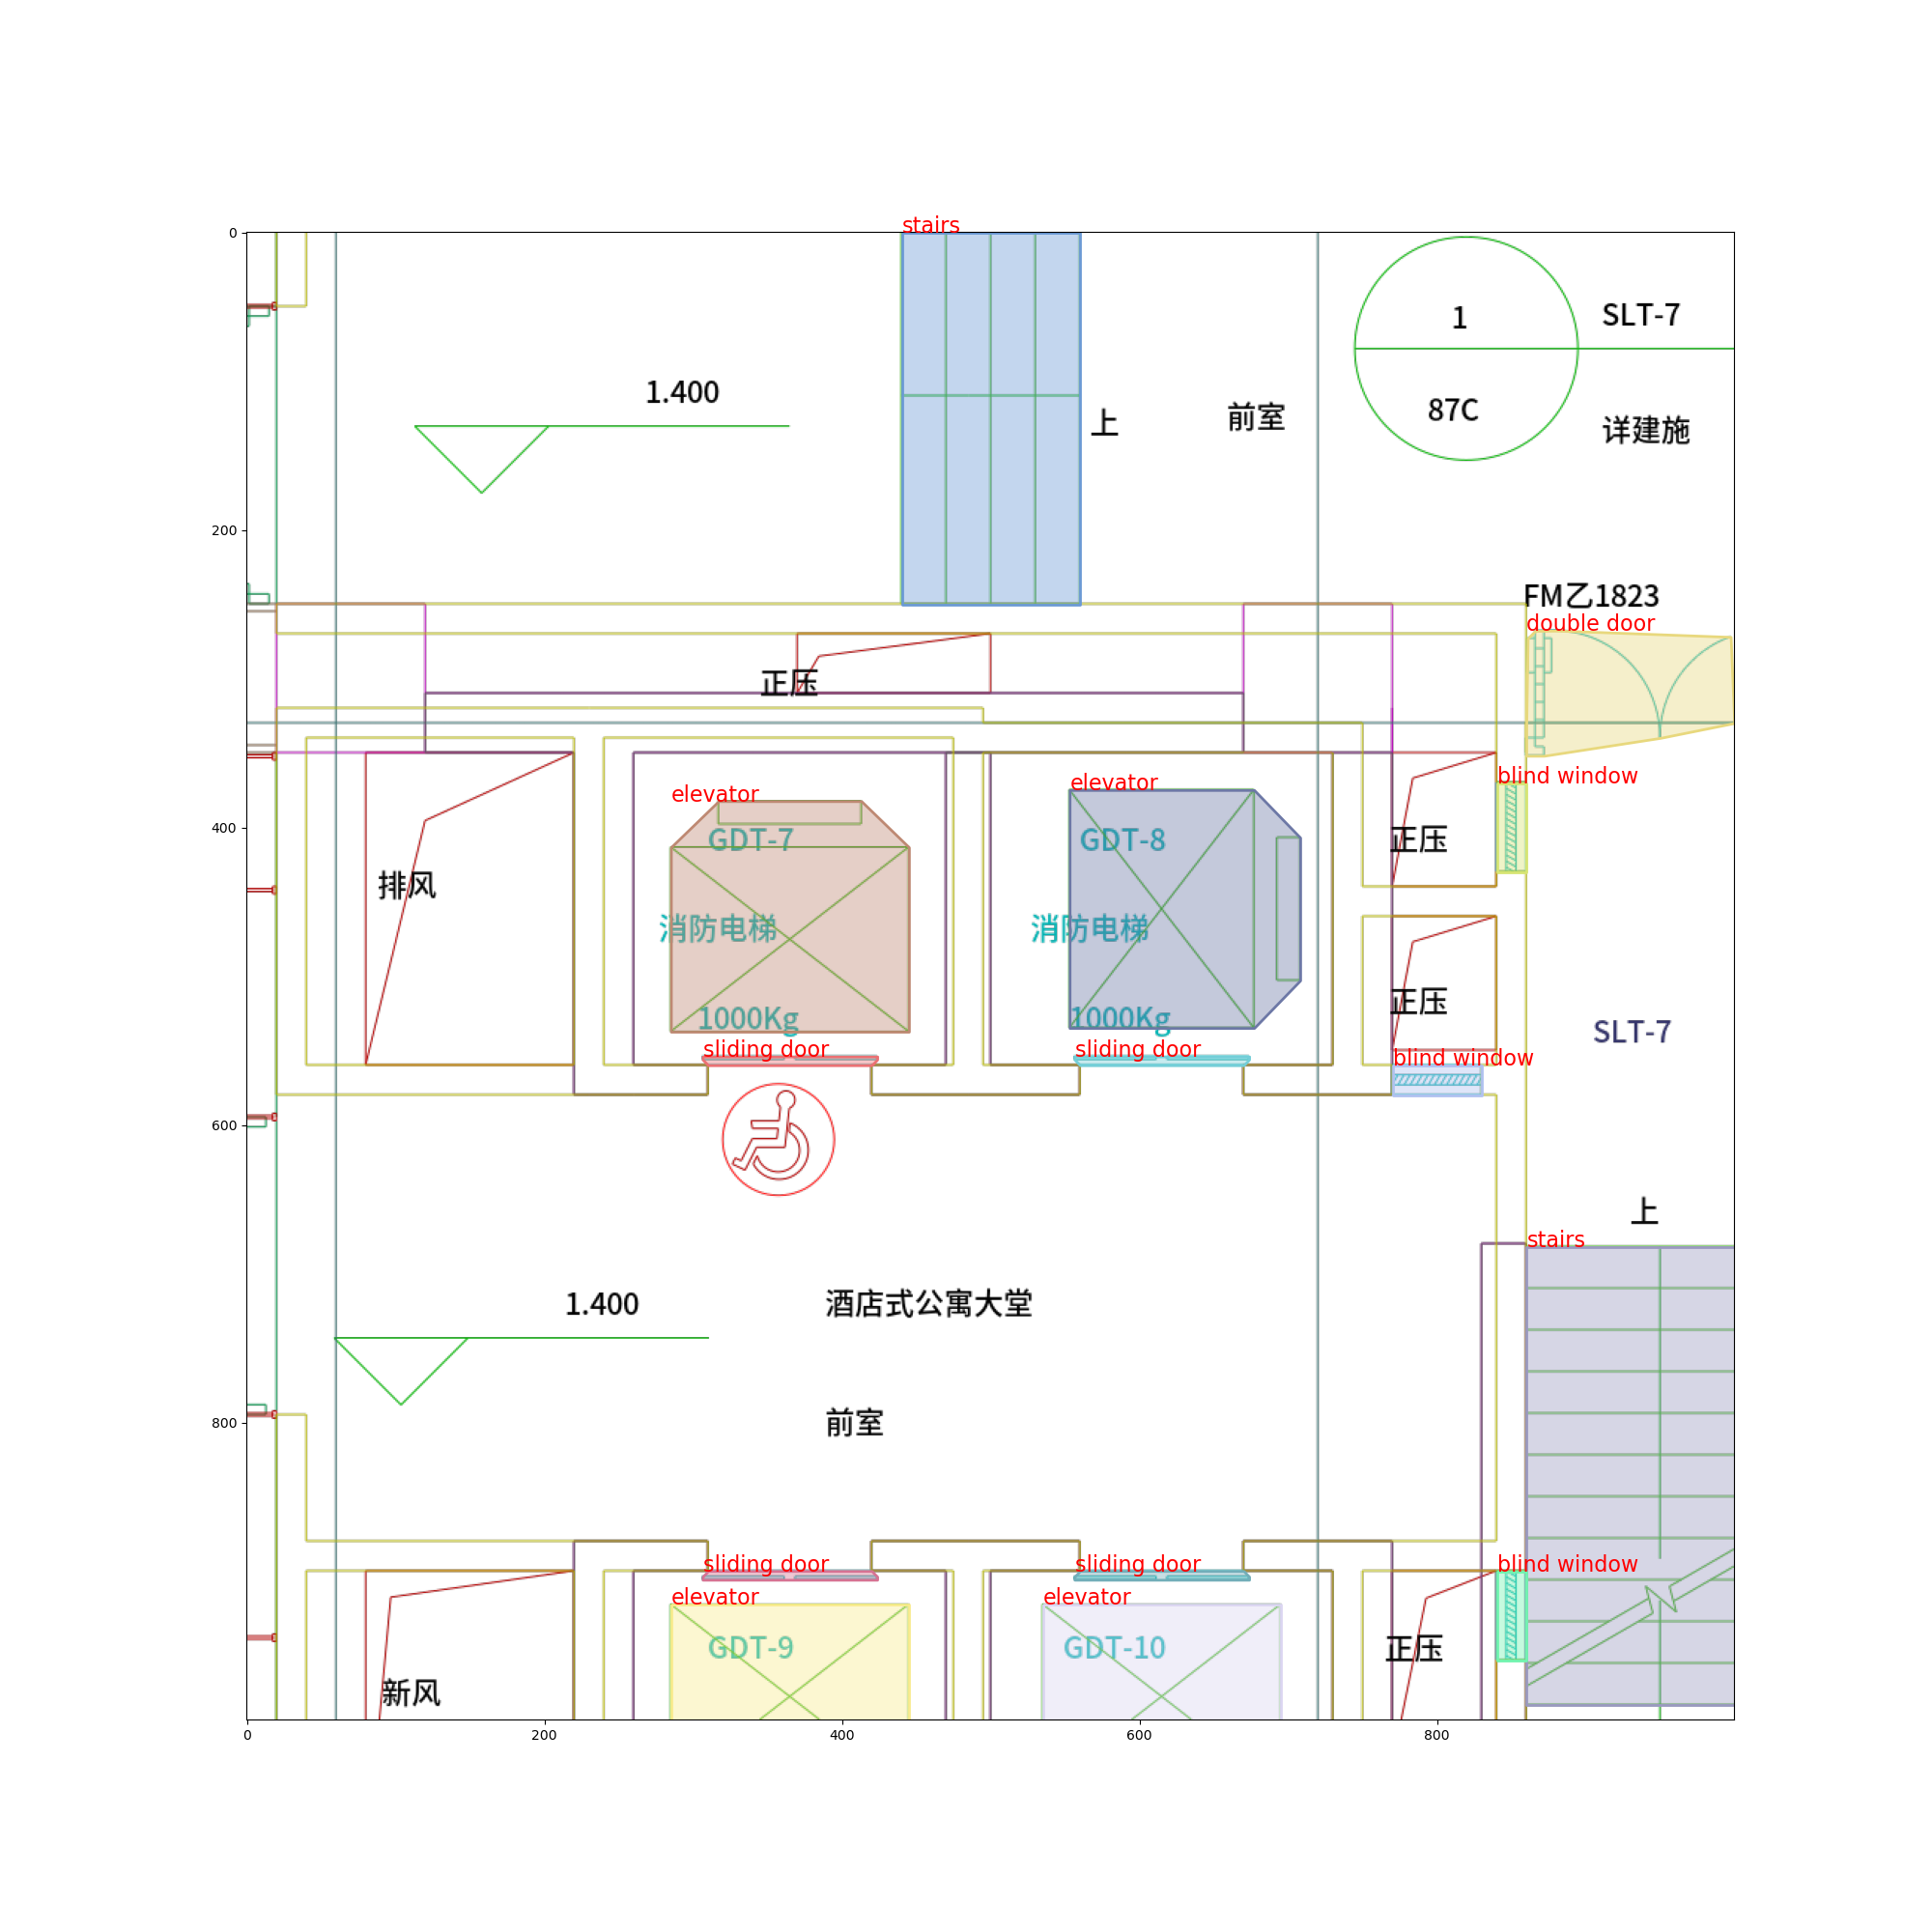 stairs
0
1
SLT-7
1.400
上
前室
87C
详建施
200
FM乙1823
double door
正压
elevator
elevator
blind window
400
GDT-7
GDT-8
正压
排风
消防电梯
消防电梯
正压
1000Kg
1000Kg
SLT-7
sliding door
sliding door
blind window
600
上
stairs
1.400
酒店式公寓大堂
800
前室
sliding door
sliding door
blind window
elevator
elevator
GDT-9
GDT-10
正压
新风
0
200
400
600
800